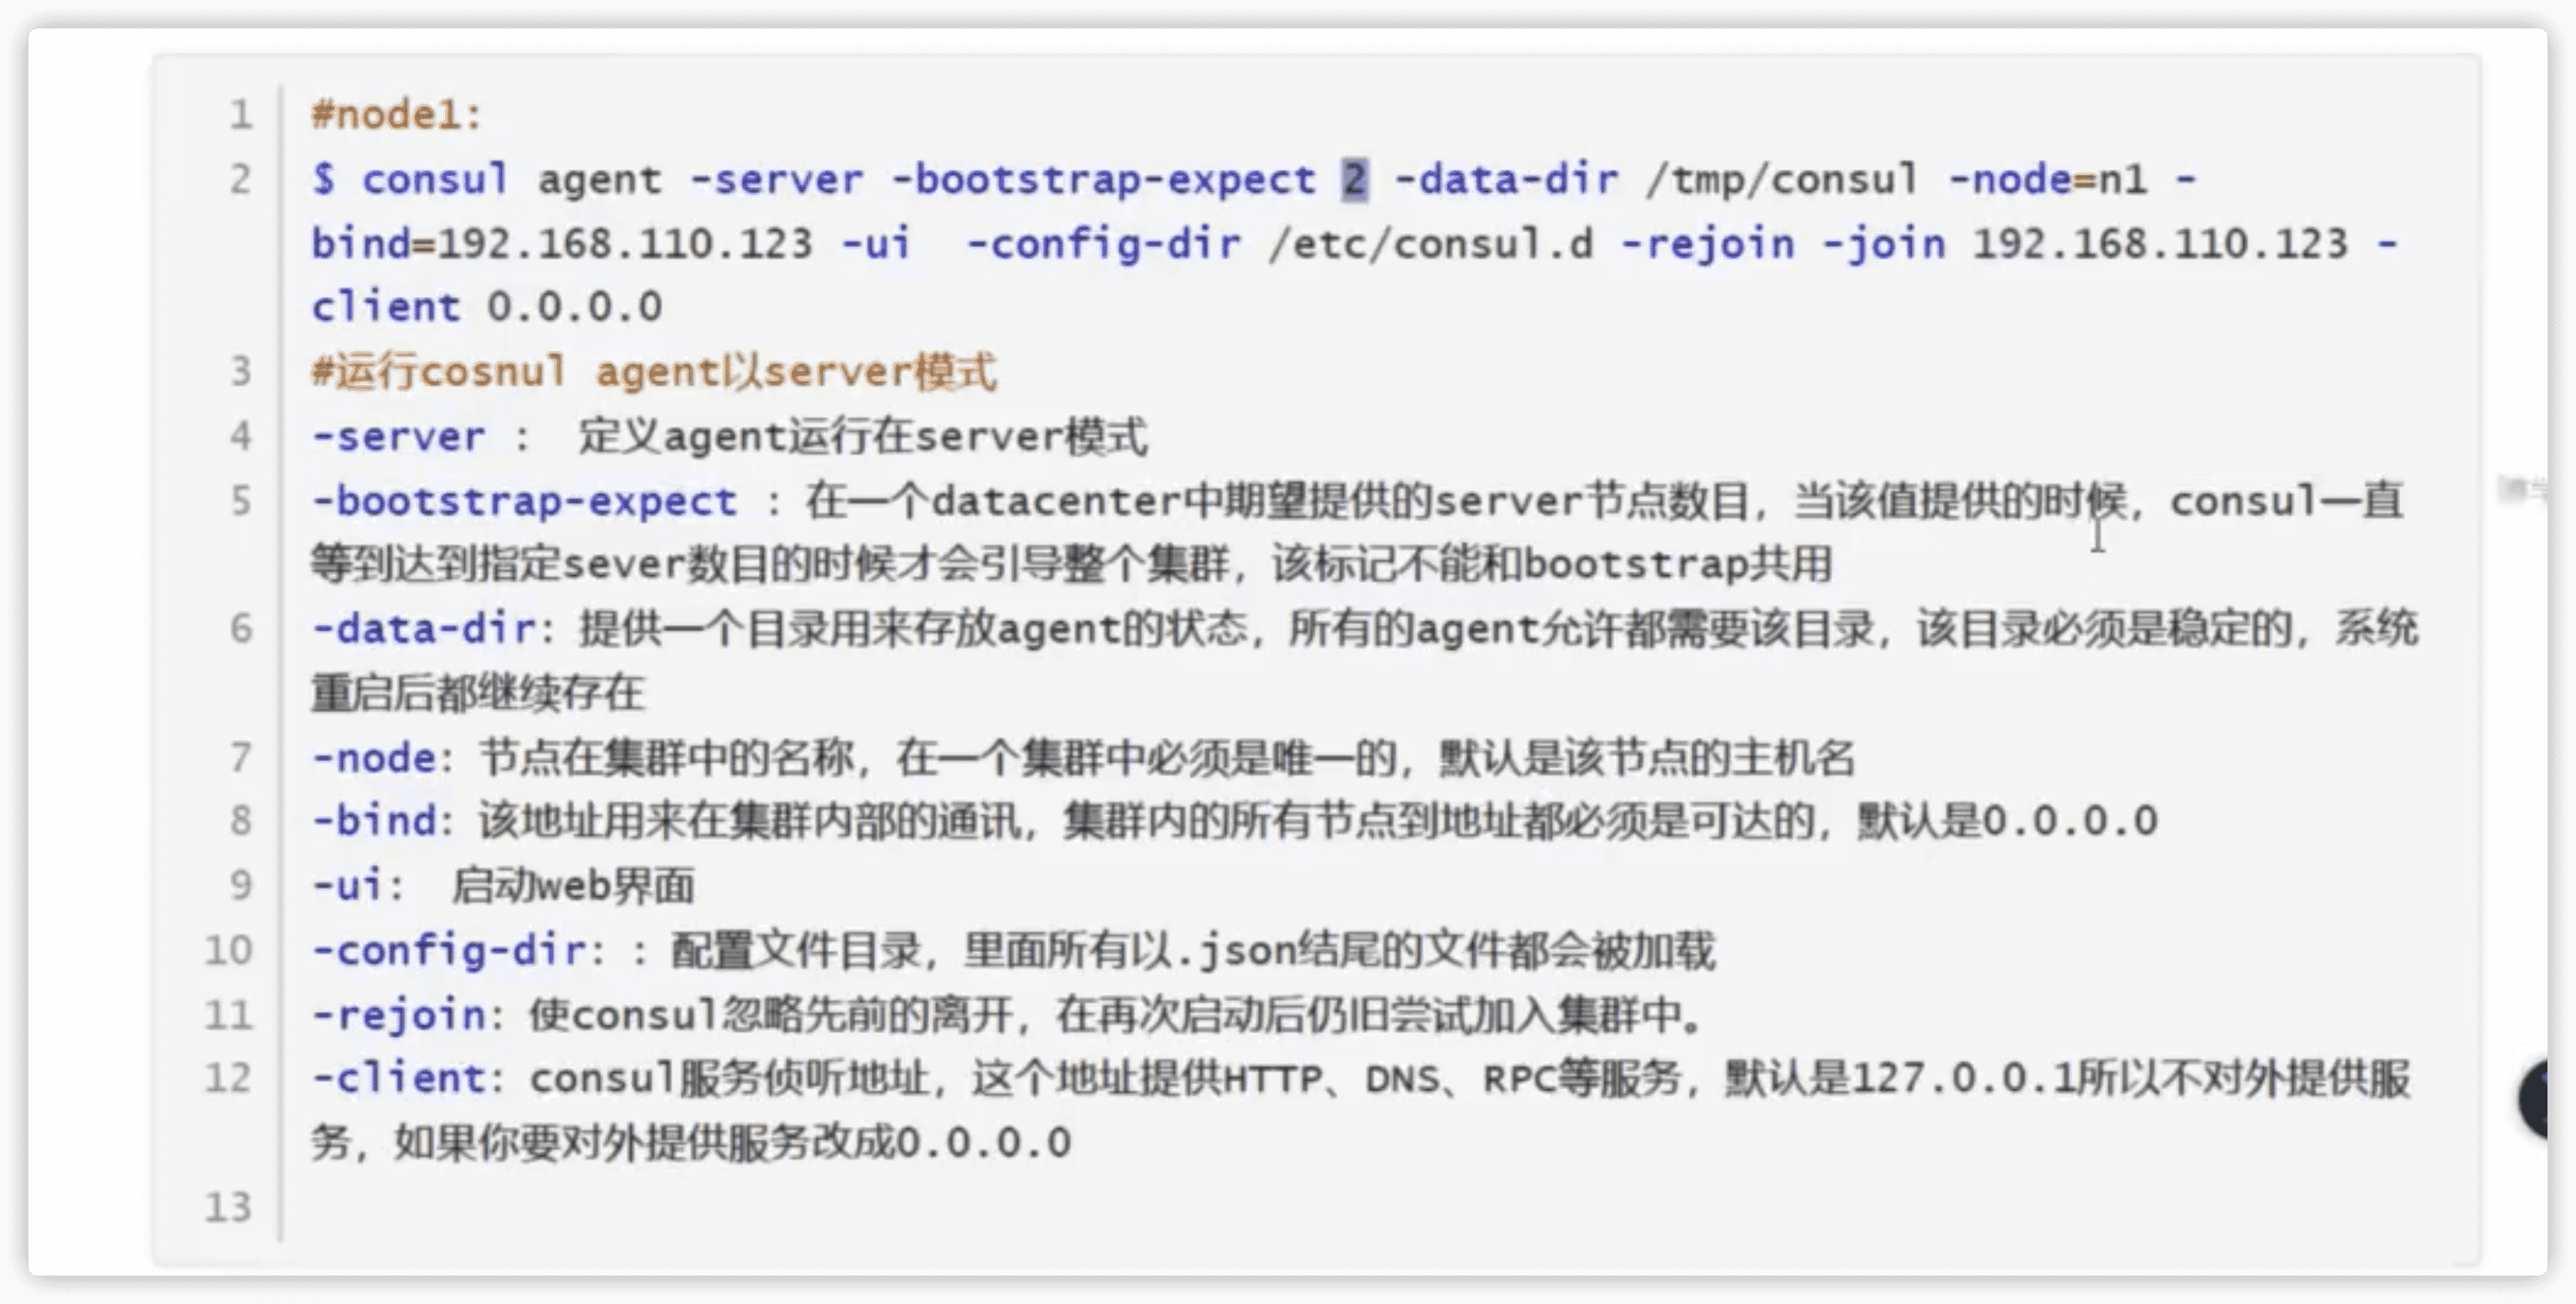 1 #node1:
2 $ consul agent -server -bootstrap-expect 2 -data-dir /tmp/consul -node=n1 -
bind=192.168.110.123 -ui  -config-dir /etc/consul.d -rejoin -join 192.168.110.123 -
client 0.0.0.0
3 #运行cosnul agent以server模式
4 -server :  定义agent运行在server模式
5 -bootstrap-expect : 在一个datacenter中期望提供的server节点数目，当该值提供的时候，consul一直
等到达到指定sever数目的时候才会引导整个集群，该标记不能和bootstrap共用
6 -data-dir: 提供一个目录用来存放agent的状态，所有的agent允许都需要该目录，该目录必须是稳定的，系统
重启后都继续存在
7 -node: 节点在集群中的名称，在一个集群中必须是唯一的，默认是该节点的主机名
8 -bind: 该地址用来在集群内部的通讯，集群内的所有节点到地址都必须是可达的，默认是0.0.0.0
9 -ui:  启动web界面
10 -config-dir: : 配置文件目录，里面所有以.json结尾的文件都会被加载
11 -rejoin: 使consul忽略先前的离开，在再次启动后仍旧尝试加入集群中。
12 -client: consul服务侦听地址，这个地址提供HTTP、DNS、RPC等服务，默认是127.0.0.1所以不对外提供服
务，如果你要对外提供服务改成0.0.0.0
13